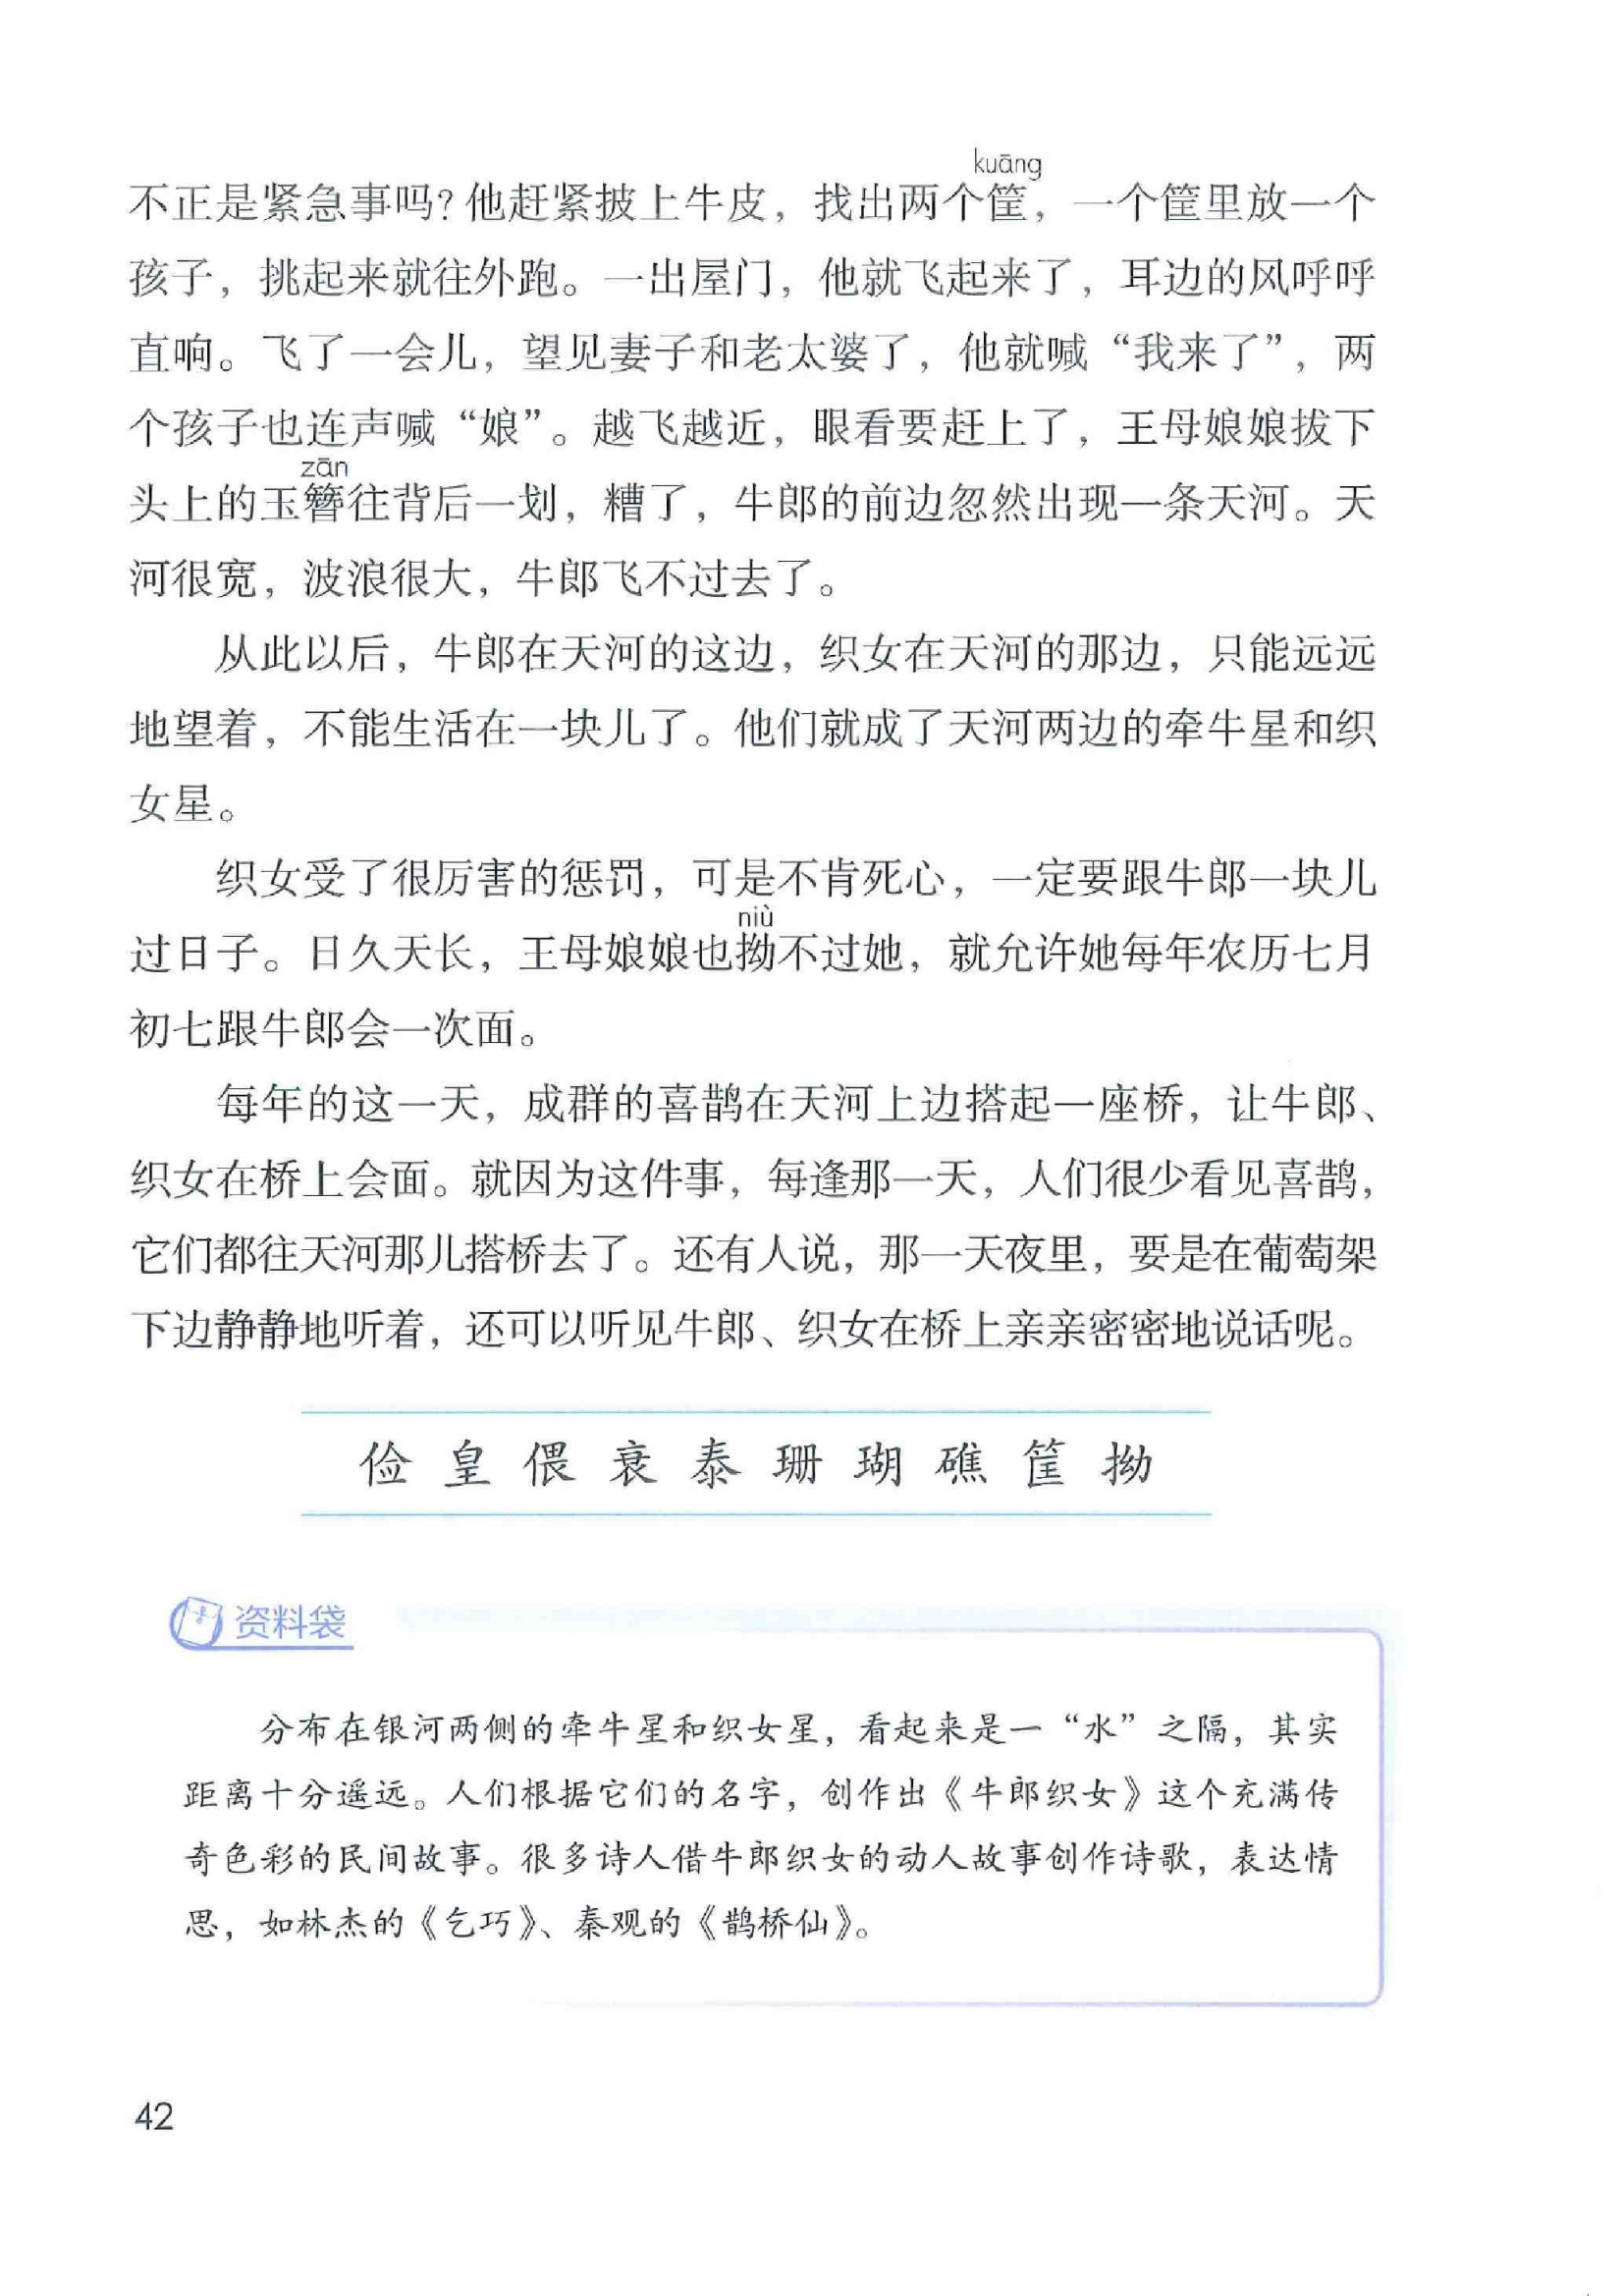 kuāng
不正是紧急事吗？他赶紧披上牛皮，找出两个筐，一个筐里放一个
孩子，挑起来就往外跑。一出屋门，他就飞起来了，耳边的风呼呼
直响。飞了一会儿，望见妻子和老太婆了，他就喊“我来了”，两
个孩子也连声喊“娘”。越飞越近，眼看要赶上了，王母娘娘拔下
zān
头上的玉簪往背后一划，糟了，牛郎的前边忽然出现一条天河。天
河很宽，波浪很大，牛郎飞不过去了。
从此以后，牛郎在天河的这边，织女在天河的那边，只能远远
地望着，不能生活在一块儿了。他们就成了天河两边的牵牛星和织
女星。
织女受了很厉害的惩罚，可是不肯死心，一定要跟牛郎一块儿
niù
过日子。日久天长，王母娘娘也拗不过她，就允许她每年农历七月
初七跟牛郎会一次面。
每年的这一天，成群的喜鹊在天河上边搭起一座桥，让牛郎、
织女在桥上会面。就因为这件事，每逢那一天，人们很少看见喜鹊，
它们都往天河那儿搭桥去了。还有人说，那一天夜里，要是在葡萄架
下边静静地听着，还可以听见牛郎、织女在桥上亲亲密密地说话呢。
俭 皇 偎 衰 泰 珊 瑚 礁 筐 拗
资料袋
分布在银河两侧的牵牛星和织女星，看起来是一“水”之隔，其实
距离十分遥远。人们根据它们的名字，创作出《牛郎织女》这个充满传
奇色彩的民间故事。很多诗人借牛郎织女的动人故事创作诗歌，表达情
思，如林杰的《乞巧》、秦观的《鹊桥仙》。
42